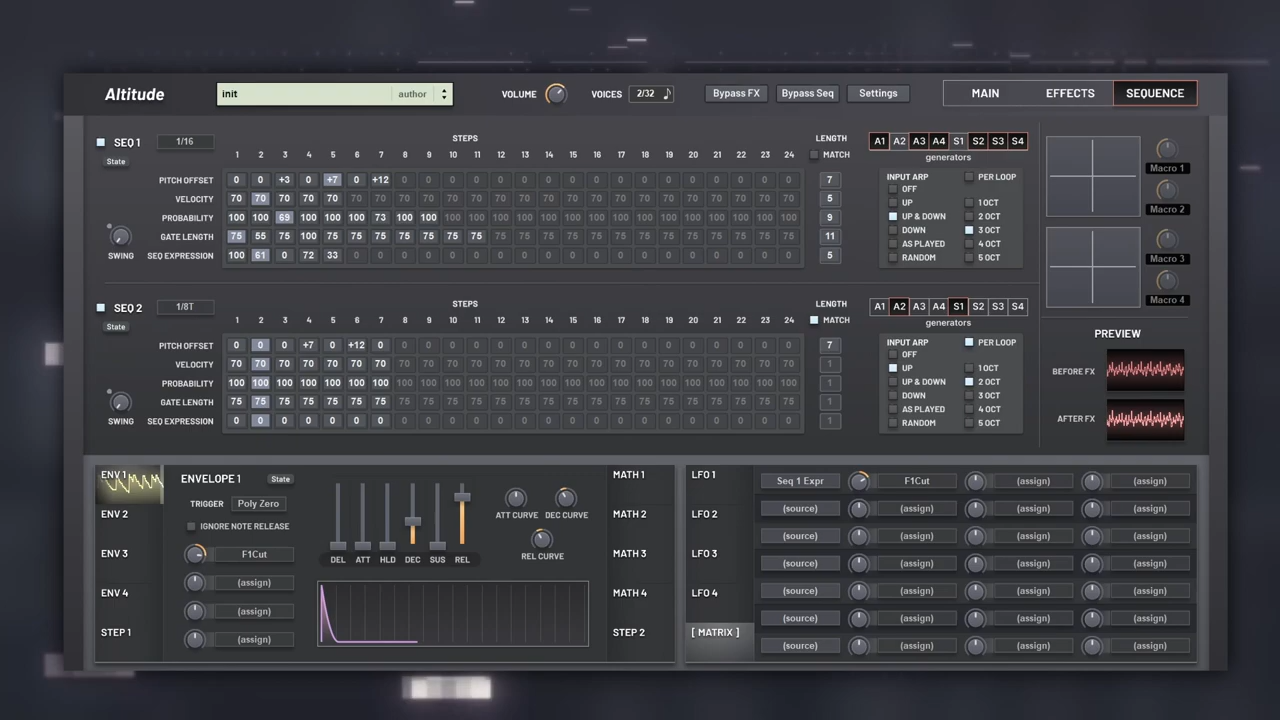 Altitude init author VOLUME VOICES 2/32 Bypass FX Bypass Seq Settings MAIN EFFECTS SEQUENCE
SEQ 1 1/16 STEPS LENGTH A1 A2 A3 A4 S1 S2 S3 S4
State 1 2 3 4 5 6 7 8 9 10 11 12 13 14 15 16 17 18 19 20 21 22 23 24 MATCH generators
PITCH OFFSET 0 0 +3 0 +7 0 +12 0 0 0 0 0 0 0 0 0 0 0 0 0 0 0 0 0 7
VELOCITY 70 70 70 70 70 70 70 70 70 70 70 70 70 70 70 70 70 70 70 70 70 70 70 70 5
PROBABILITY 100 100 69 100 100 100 73 100 100 100 100 100 100 100 100 100 100 100 100 100 100 100 100 100 9
GATE LENGTH 75 55 75 100 75 75 75 75 75 75 75 75 75 75 75 75 75 75 75 75 75 75 75 75 11
SWING SEQ EXPRESSION 100 61 0 72 33 0 0 0 0 0 0 0 0 0 0 0 0 0 0 0 0 0 0 0 5
INPUT ARP PER LOOP
OFF
UP 1 OCT
UP & DOWN 2 OCT
DOWN 3 OCT
AS PLAYED 4 OCT
RANDOM 5 OCT
Macro 1
Macro 2
Macro 3
Macro 4
SEQ 2 1/8T STEPS LENGTH A1 A2 A3 A4 S1 S2 S3 S4
State 1 2 3 4 5 6 7 8 9 10 11 12 13 14 15 16 17 18 19 20 21 22 23 24 MATCH generators
PITCH OFFSET 0 0 0 +7 0 +12 0 0 0 0 0 0 0 0 0 0 0 0 0 0 0 0 0 0 7
VELOCITY 70 70 70 70 70 70 70 70 70 70 70 70 70 70 70 70 70 70 70 70 70 70 70 70 1
PROBABILITY 100 100 100 100 100 100 100 100 100 100 100 100 100 100 100 100 100 100 100 100 100 100 100 100 1
GATE LENGTH 75 75 75 75 75 75 75 75 75 75 75 75 75 75 75 75 75 75 75 75 75 75 75 75 1
SWING SEQ EXPRESSION 0 0 0 0 0 0 0 0 0 0 0 0 0 0 0 0 0 0 0 0 0 0 0 0 1
INPUT ARP PER LOOP
OFF
UP 1 OCT
UP & DOWN 2 OCT
DOWN 3 OCT
AS PLAYED 4 OCT
RANDOM 5 OCT
PREVIEW
BEFORE FX
AFTER FX
ENV 1
ENV 2
ENV 3
ENV 4
STEP 1
ENVELOPE 1 State
TRIGGER Poly Zero
IGNORE NOTE RELEASE
F1Cut
(assign)
(assign)
(assign)
DEL ATT HLD DEC SUS REL
ATT CURVE DEC CURVE
REL CURVE
MATH 1
MATH 2
MATH 3
MATH 4
STEP 2
LFO 1
LFO 2
LFO 3
LFO 4
[ MATRIX ]
Seq 1 Expr F1Cut (assign) (assign)
(source) (assign) (assign) (assign)
(source) (assign) (assign) (assign)
(source) (assign) (assign) (assign)
(source) (assign) (assign) (assign)
(source) (assign) (assign) (assign)
(source) (assign) (assign) (assign)